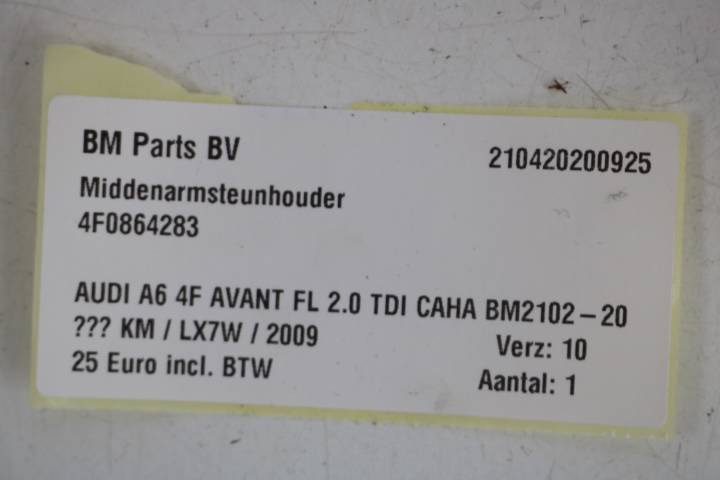 BM Parts BV
210420200925
Middenarmsteunhouder
4F0864283
AUDI A6 4F AVANT FL 2.0 TDI CAHA BM2102-20
??? KM / LX7W / 2009
Verz: 10
25 Euro incl. BTW
Aantal: 1